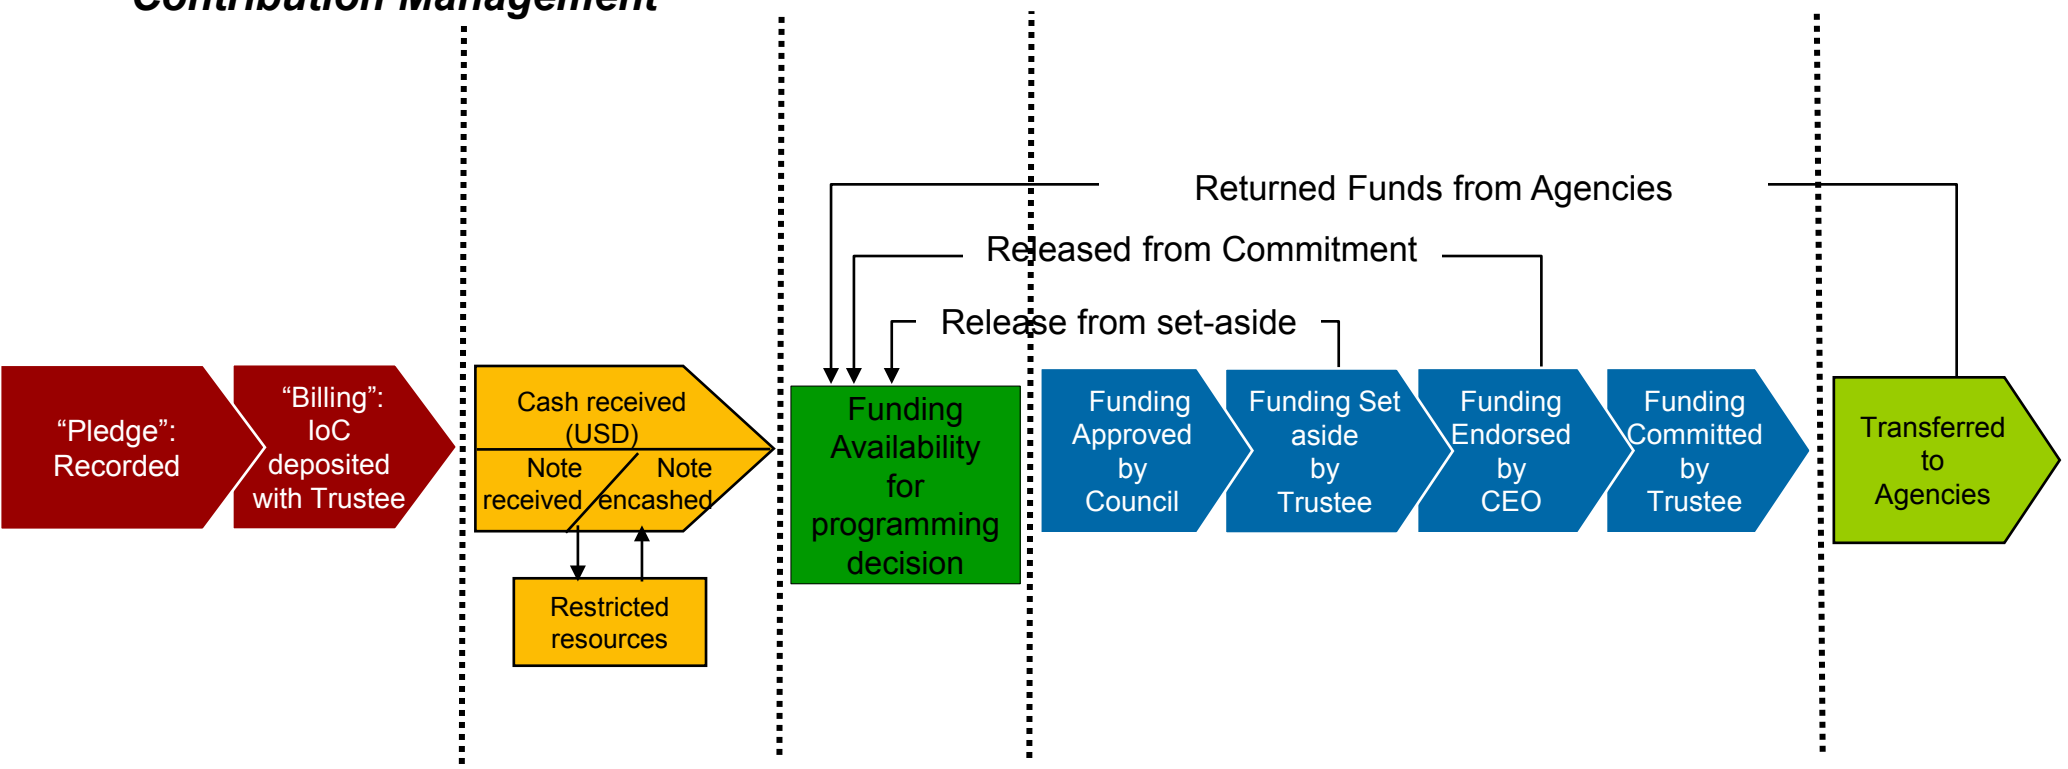 Contribution Management
Returned Funds from Agencies
Released from Commitment
Release from set-aside
“Pledge”:
Recorded
“Billing”:
IoC
deposited
with Trustee
Cash received
(USD)
Note
received
Note
encashed
Restricted
resources
Funding
Availability
for
programming
decision
Funding
Approved
by
Council
Funding Set
aside
by
Trustee
Funding
Endorsed
by
CEO
Funding
Committed
by
Trustee
Transferred
to
Agencies